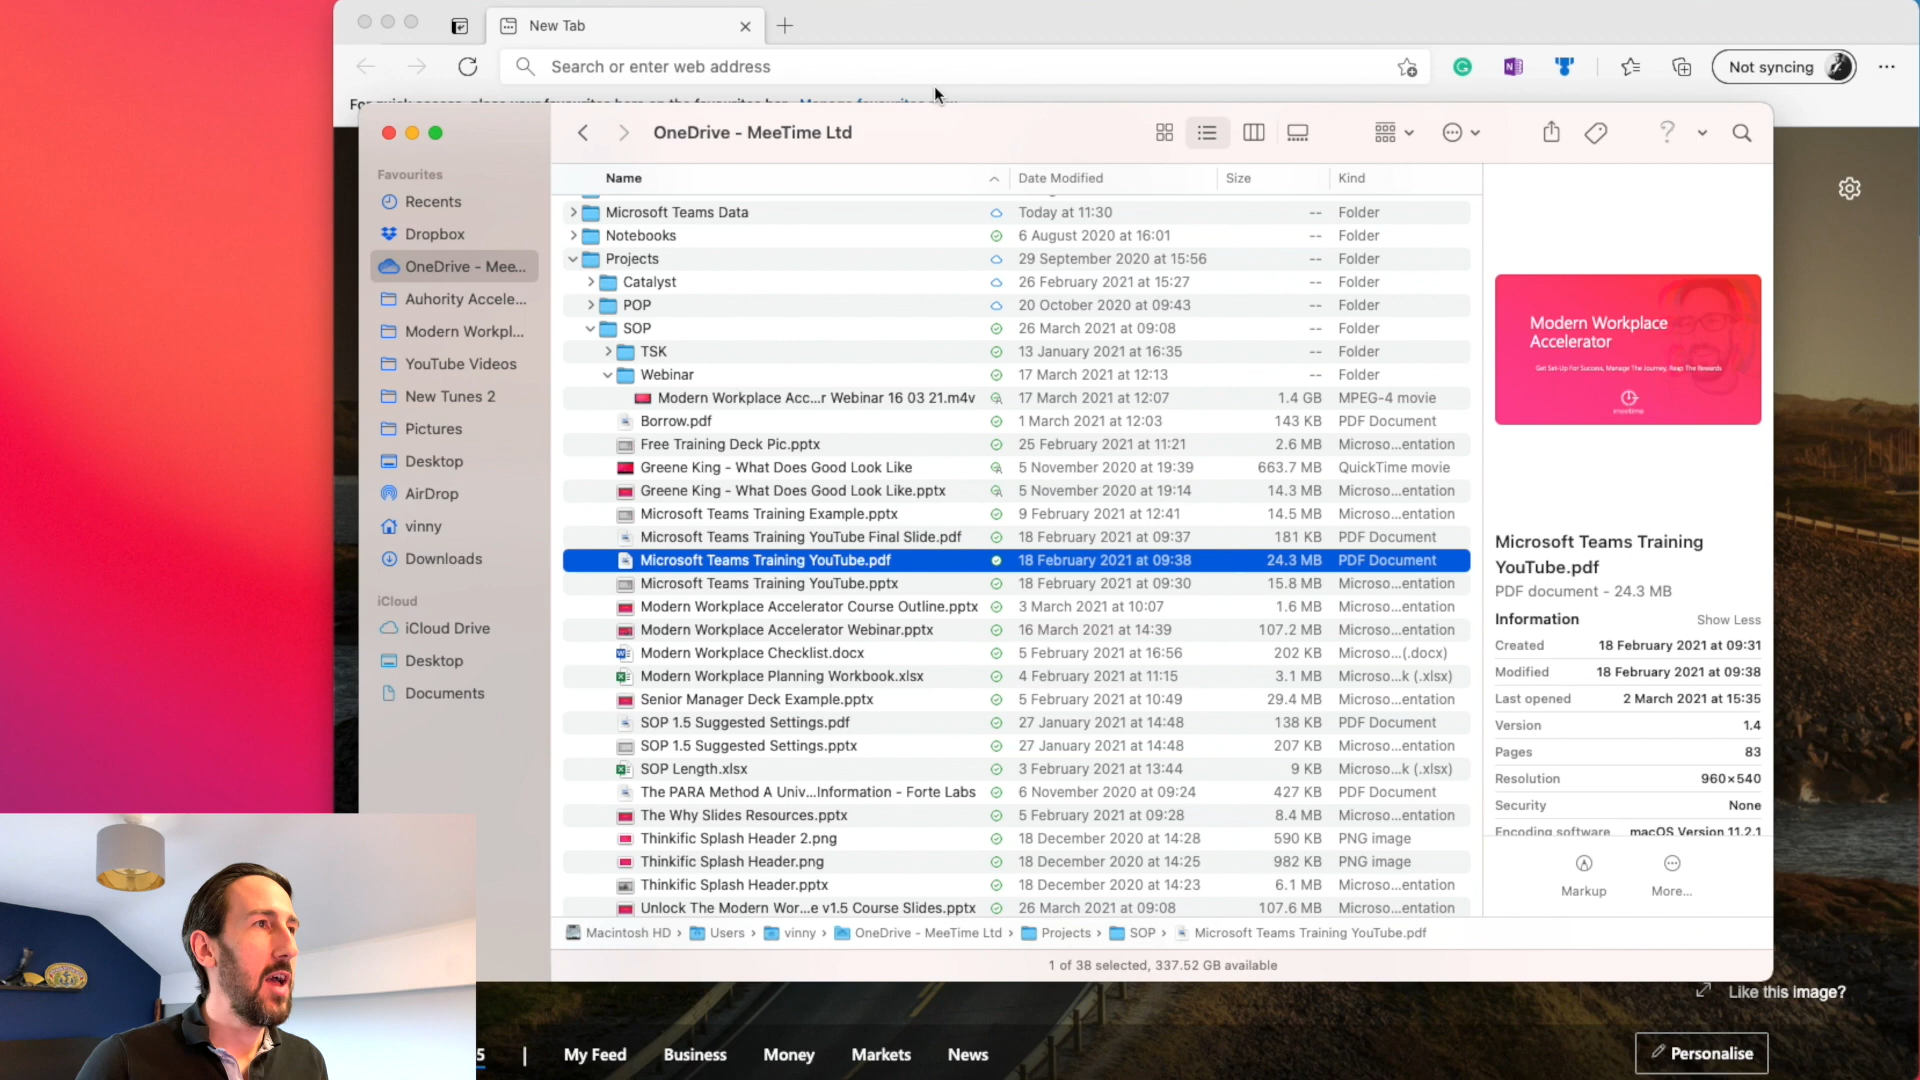 New Tab
Search or enter web address
Not syncing
OneDrive - MeeTime Ltd
Favourites
Recents
Dropbox
OneDrive - Mee...
Auhority Accele...
Modern Workpl...
YouTube Videos
New Tunes 2
Pictures
Desktop
AirDrop
vinny
Downloads
iCloud
iCloud Drive
Desktop
Documents
Name Date Modified Size Kind
Microsoft Teams Data Today at 11:30 -- Folder
Notebooks 6 August 2020 at 16:01 -- Folder
Projects 29 September 2020 at 15:56 -- Folder
Catalyst 26 February 2021 at 15:27 -- Folder
POP 20 October 2020 at 09:43 -- Folder
SOP 26 March 2021 at 09:08 -- Folder
TSK 13 January 2021 at 16:35 -- Folder
Webinar 17 March 2021 at 12:13 -- Folder
Modern Workplace Acc...r Webinar 16 03 21.m4v 17 March 2021 at 12:07 1.4 GB MPEG-4 movie
Borrow.pdf 1 March 2021 at 12:03 143 KB PDF Document
Free Training Deck Pic.pptx 25 February 2021 at 11:21 2.6 MB Microso...entation
Greene King - What Does Good Look Like 5 November 2020 at 19:39 663.7 MB QuickTime movie
Greene King - What Does Good Look Like.pptx 5 November 2020 at 19:14 14.3 MB Microso...entation
Microsoft Teams Training Example.pptx 9 February 2021 at 12:41 14.5 MB Microso...entation
Microsoft Teams Training YouTube Final Slide.pdf 18 February 2021 at 09:37 181 KB PDF Document
Microsoft Teams Training YouTube.pdf 18 February 2021 at 09:38 24.3 MB PDF Document
Microsoft Teams Training YouTube.pptx 18 February 2021 at 09:30 15.8 MB Microso...entation
Modern Workplace Accelerator Course Outline.pptx 3 March 2021 at 10:07 1.6 MB Microso...entation
Modern Workplace Accelerator Webinar.pptx 16 March 2021 at 14:39 107.2 MB Microso...entation
Modern Workplace Checklist.docx 5 February 2021 at 16:56 202 KB Microso...(.docx)
Modern Workplace Planning Workbook.xlsx 4 February 2021 at 11:15 3.1 MB Microso...k (.xlsx)
Senior Manager Deck Example.pptx 5 February 2021 at 10:49 29.4 MB Microso...entation
SOP 1.5 Suggested Settings.pdf 27 January 2021 at 14:48 138 KB PDF Document
SOP 1.5 Suggested Settings.pptx 27 January 2021 at 14:48 207 KB Microso...entation
SOP Length.xlsx 3 February 2021 at 13:44 9 KB Microso...k (.xlsx)
The PARA Method A Univ...Information - Forte Labs 6 November 2020 at 09:24 427 KB PDF Document
The Why Slides Resources.pptx 5 February 2021 at 09:28 8.4 MB Microso...entation
Thinkific Splash Header 2.png 18 December 2020 at 14:28 590 KB PNG image
Thinkific Splash Header.png 18 December 2020 at 14:25 982 KB PNG image
Thinkific Splash Header.pptx 18 December 2020 at 14:23 6.1 MB Microso...entation
Unlock The Modern Wor...e v1.5 Course Slides.pptx 26 March 2021 at 09:08 107.6 MB Microso...entation
Macintosh HD › Users › vinny › OneDrive - MeeTime Ltd › Projects › SOP › Microsoft Teams Training YouTube.pdf
1 of 38 selected, 337.52 GB available
Modern Workplace
Accelerator
Get Set-Up For Success, Manage The Journey, Reap The Rewards
meetime
Microsoft Teams Training
YouTube.pdf
PDF document - 24.3 MB
Information Show Less
Created 18 February 2021 at 09:31
Modified 18 February 2021 at 09:38
Last opened 2 March 2021 at 15:35
Version 1.4
Pages 83
Resolution 960×540
Security None
Encoding software macOS Version 11.2.1
Markup More...
Like this image?
5 | My Feed Business Money Markets News
Personalise